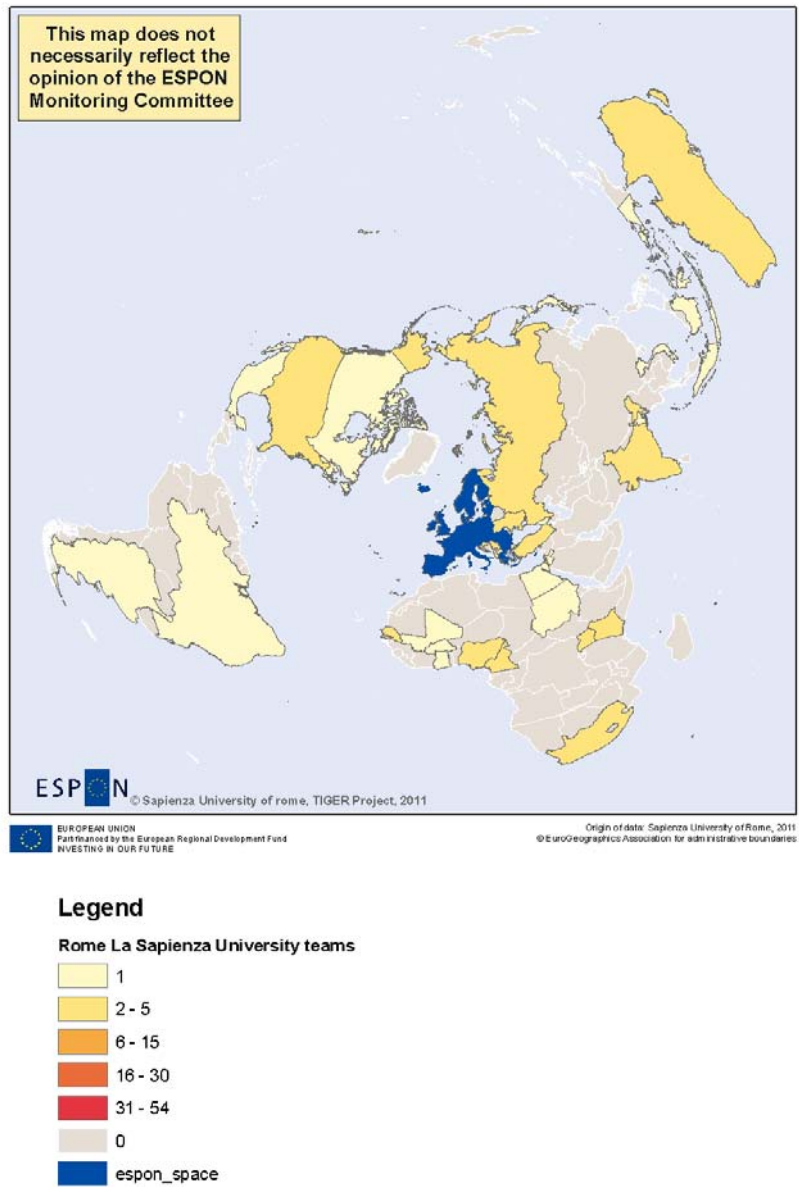 This map does not
necessarily reflect the
opinion of the ESPON
Monitoring Committee
ESPON
© Sapienza University of rome, TIGER Project, 2011
EUROPEAN UNION
Part-financed by the European Regional Development Fund
INVESTING IN OUR FUTURE
Origin of data: Sapienza University of Rome, 2011
© EuroGeographics Association for administrative boundaries
Legend
Rome La Sapienza University teams
1
2 - 5
6 - 15
16 - 30
31 - 54
0
espon_space